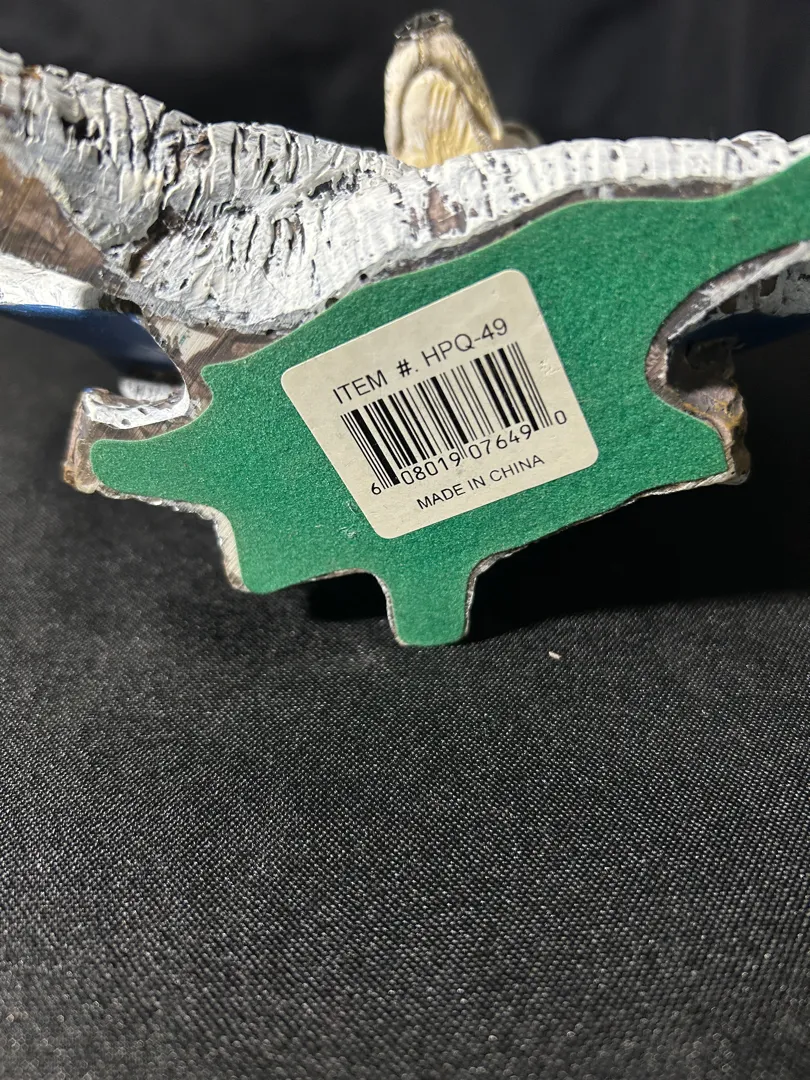 ITEM #. HPQ-49
6 08019 07649 0
MADE IN CHINA